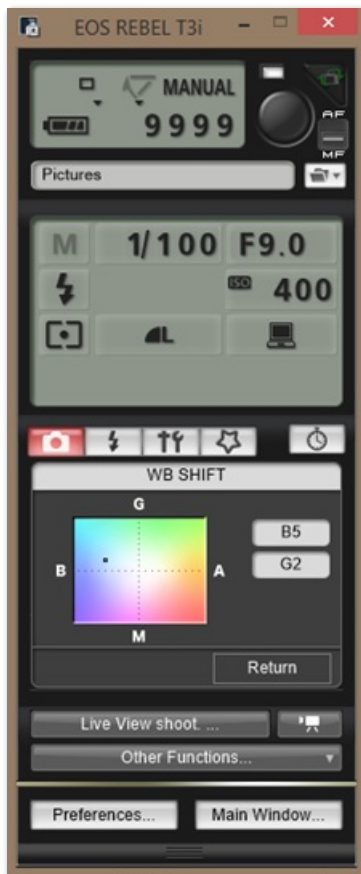 EOS REBEL T3i
MANUAL
9999
AF
MF
Pictures
M 1/100 F9.0
ISO 400
L
WB SHIFT
G
B A
M
B5
G2
Return
Live View shoot. ...
Other Functions...
Preferences... Main Window...